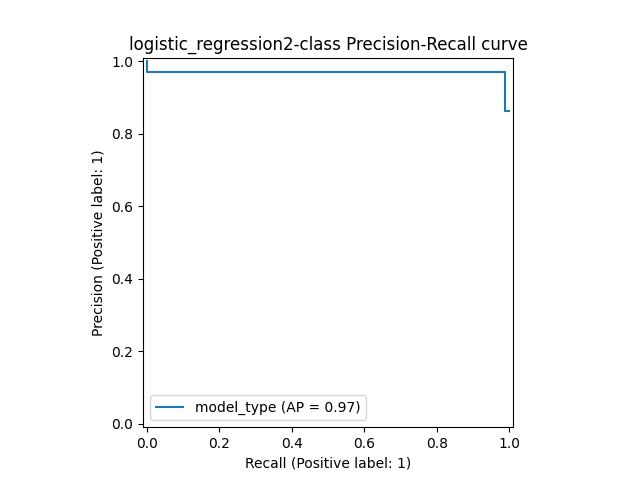 logistic_regression2-class Precision-Recall curve
1.0
0.8
0.6
0.4
0.2
0.0
Precision (Positive label: 1)
model_type (AP = 0.97)
0.0 0.2 0.4 0.6 0.8 1.0
Recall (Positive label: 1)